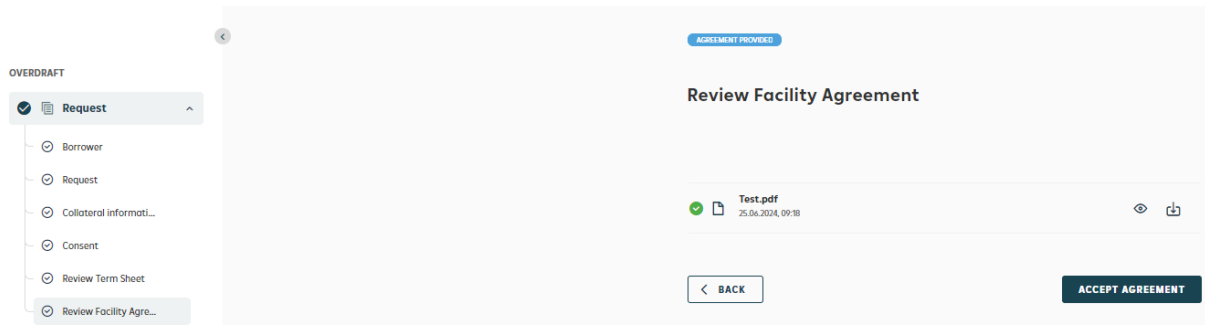 OVERDRAFT
Request
Borrower
Request
Collateral informati...
Consent
Review Term Sheet
Review Facility Agre...
AGREEMENT PROVIDED
Review Facility Agreement
Test.pdf
25.06.2024, 09:18
BACK
ACCEPT AGREEMENT